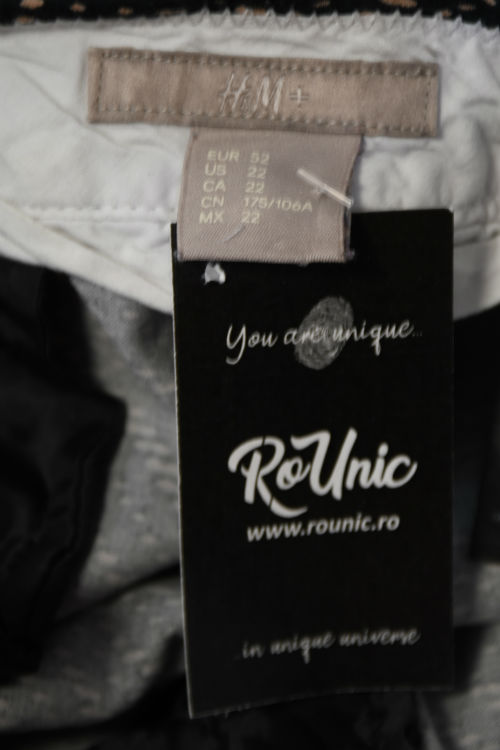 H&M+
EUR 52
US 22
CA 22
CN 175/106A
MX 22
You are unique...
RoUnic
www.rounic.ro
...in unique universe